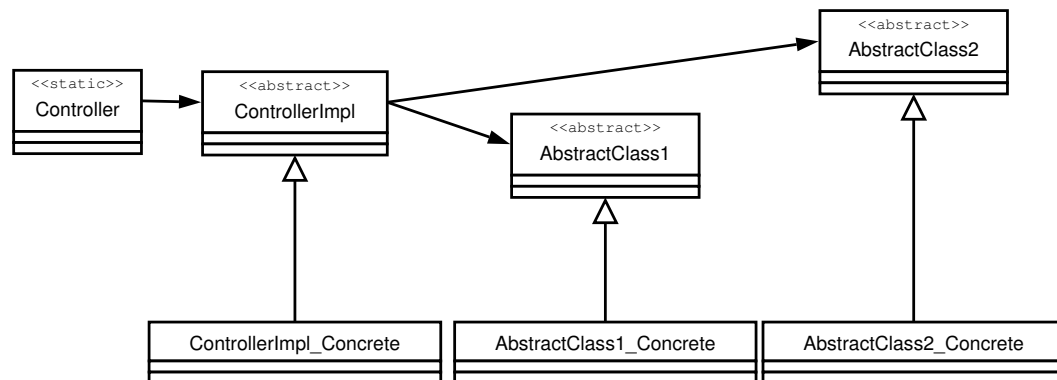 <<abstract>>
AbstractClass2
<<static>>
Controller
<<abstract>>
ControllerImpl
<<abstract>>
AbstractClass1
ControllerImpl_Concrete
AbstractClass1_Concrete
AbstractClass2_Concrete